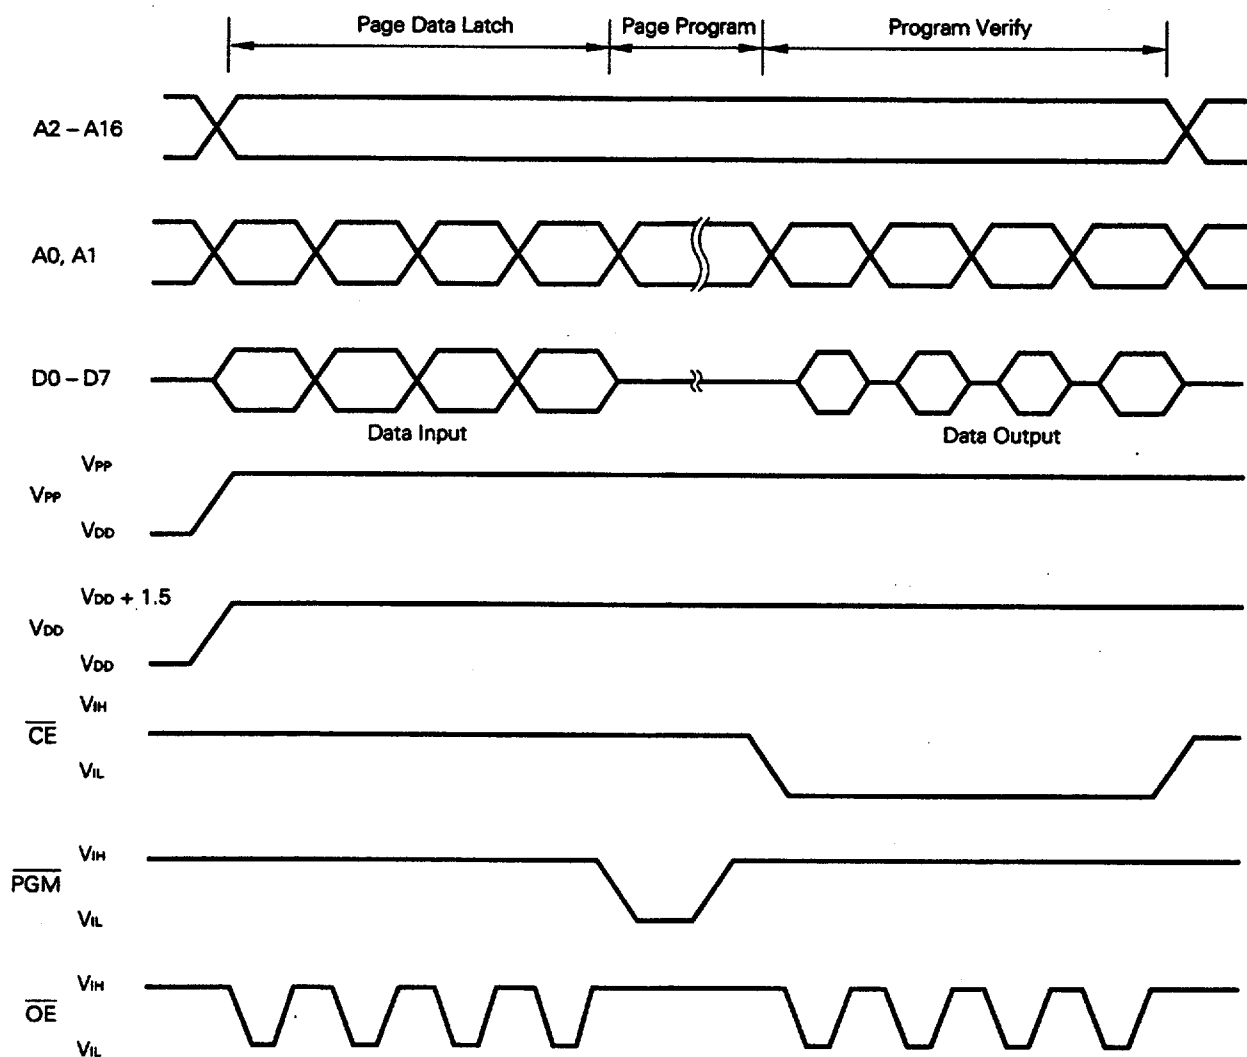 Page Data Latch Page Program Program Verify
A2 – A16
A0, A1
D0 – D7
Data Input Data Output
VPP
VPP
VDD
VDD + 1.5
VDD
VDD
VIH
CE
VIL
VIH
PGM
VIL
VIH
OE
VIL